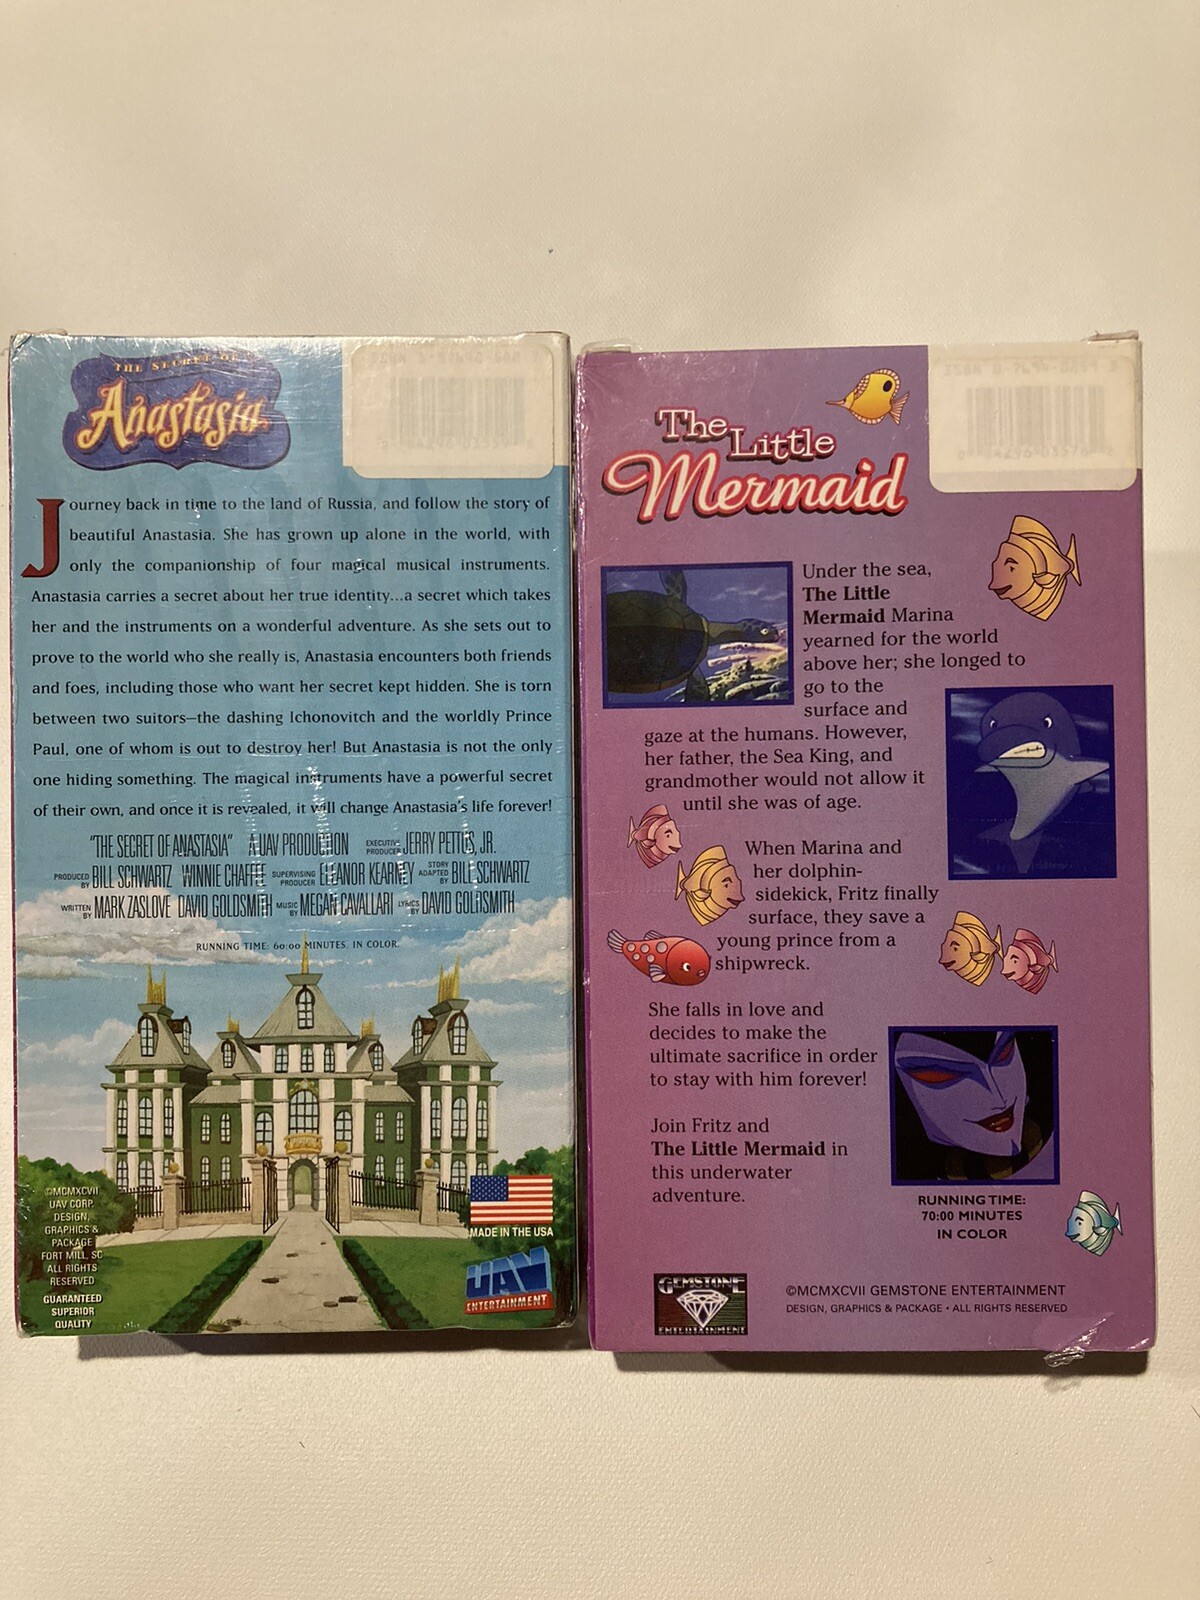 THE SECRET OF
Anastasia
Journey back in time to the land of Russia, and follow the story of
beautiful Anastasia. She has grown up alone in the world, with
only the companionship of four magical musical instruments.
Anastasia carries a secret about her true identity...a secret which takes
her and the instruments on a wonderful adventure. As she sets out to
prove to the world who she really is, Anastasia encounters both friends
and foes, including those who want her secret kept hidden. She is torn
between two suitors—the dashing Ichonovitch and the worldly Prince
Paul, one of whom is out to destroy her! But Anastasia is not the only
one hiding something. The magical instruments have a powerful secret
of their own, and once it is revealed, it will change Anastasia's life forever!
"THE SECRET OF ANASTASIA" A UAV PRODUCTION EXECUTIVE PRODUCER JERRY PETTUS, JR.
PRODUCED BY BILL SCHWARTZ WINNIE CHAFFEE SUPERVISING PRODUCER ELEANOR KEARNEY STORY ADAPTED BY BILL SCHWARTZ
WRITTEN BY MARK ZASLOVE DAVID GOLDSMITH MUSIC BY MEGAN CAVALLARI LYRICS BY DAVID GOLDSMITH
RUNNING TIME: 60:00 MINUTES. IN COLOR.
©MCMXCVII
UAV CORP.
DESIGN,
GRAPHICS &
PACKAGE
FORT MILL, SC
ALL RIGHTS
RESERVED
GUARANTEED
SUPERIOR
QUALITY
MADE IN THE USA
UAV
ENTERTAINMENT
The Little
Mermaid
Under the sea,
The Little
Mermaid Marina
yearned for the world
above her; she longed to
go to the
surface and
gaze at the humans. However,
her father, the Sea King, and
grandmother would not allow it
until she was of age.
When Marina and
her dolphin-
sidekick, Fritz finally
surface, they save a
young prince from a
shipwreck.
She falls in love and
decides to make the
ultimate sacrifice in order
to stay with him forever!
Join Fritz and
The Little Mermaid in
this underwater
adventure.
RUNNING TIME:
70:00 MINUTES
IN COLOR
GEMSTONE
ENTERTAINMENT
©MCMXCVII GEMSTONE ENTERTAINMENT
DESIGN, GRAPHICS & PACKAGE • ALL RIGHTS RESERVED